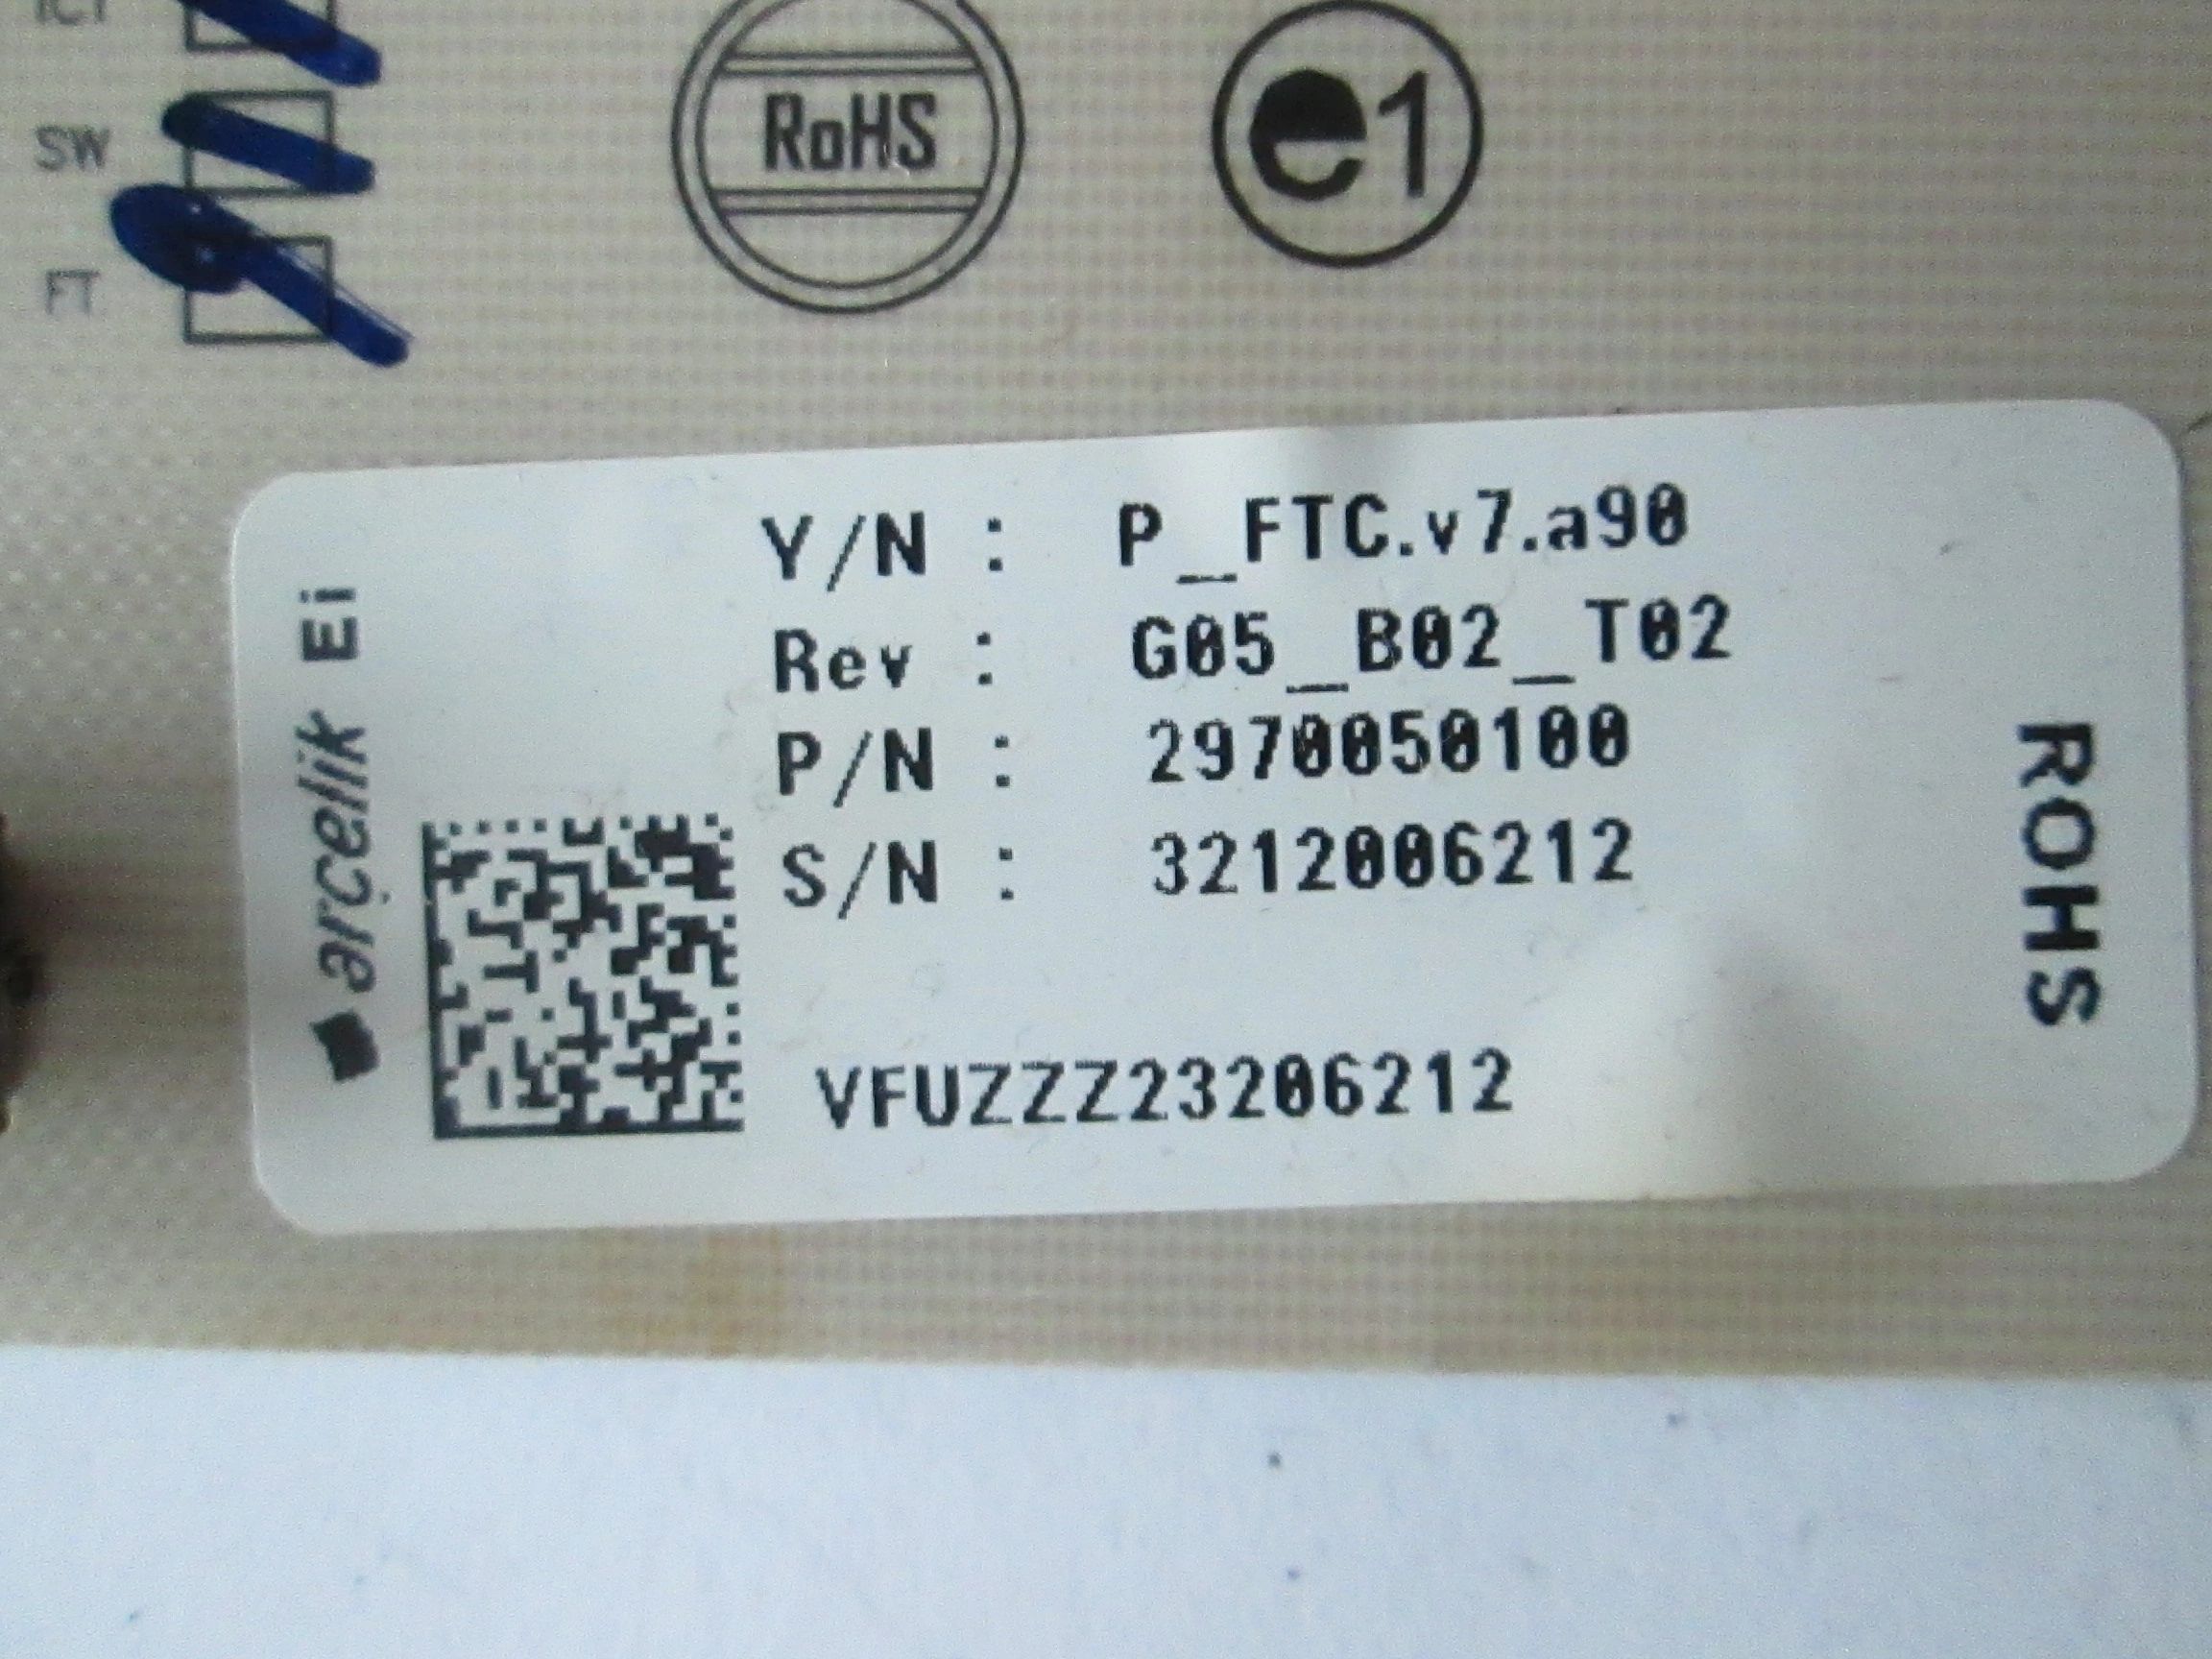 ICT
SW
FT
RoHS
e1
arçelik Ei
Y/N : P_FTC.v7.a90
Rev : G05_B02_T02
P/N : 2970050100
S/N : 3212006212
VFUZZZ23206212
ROHS